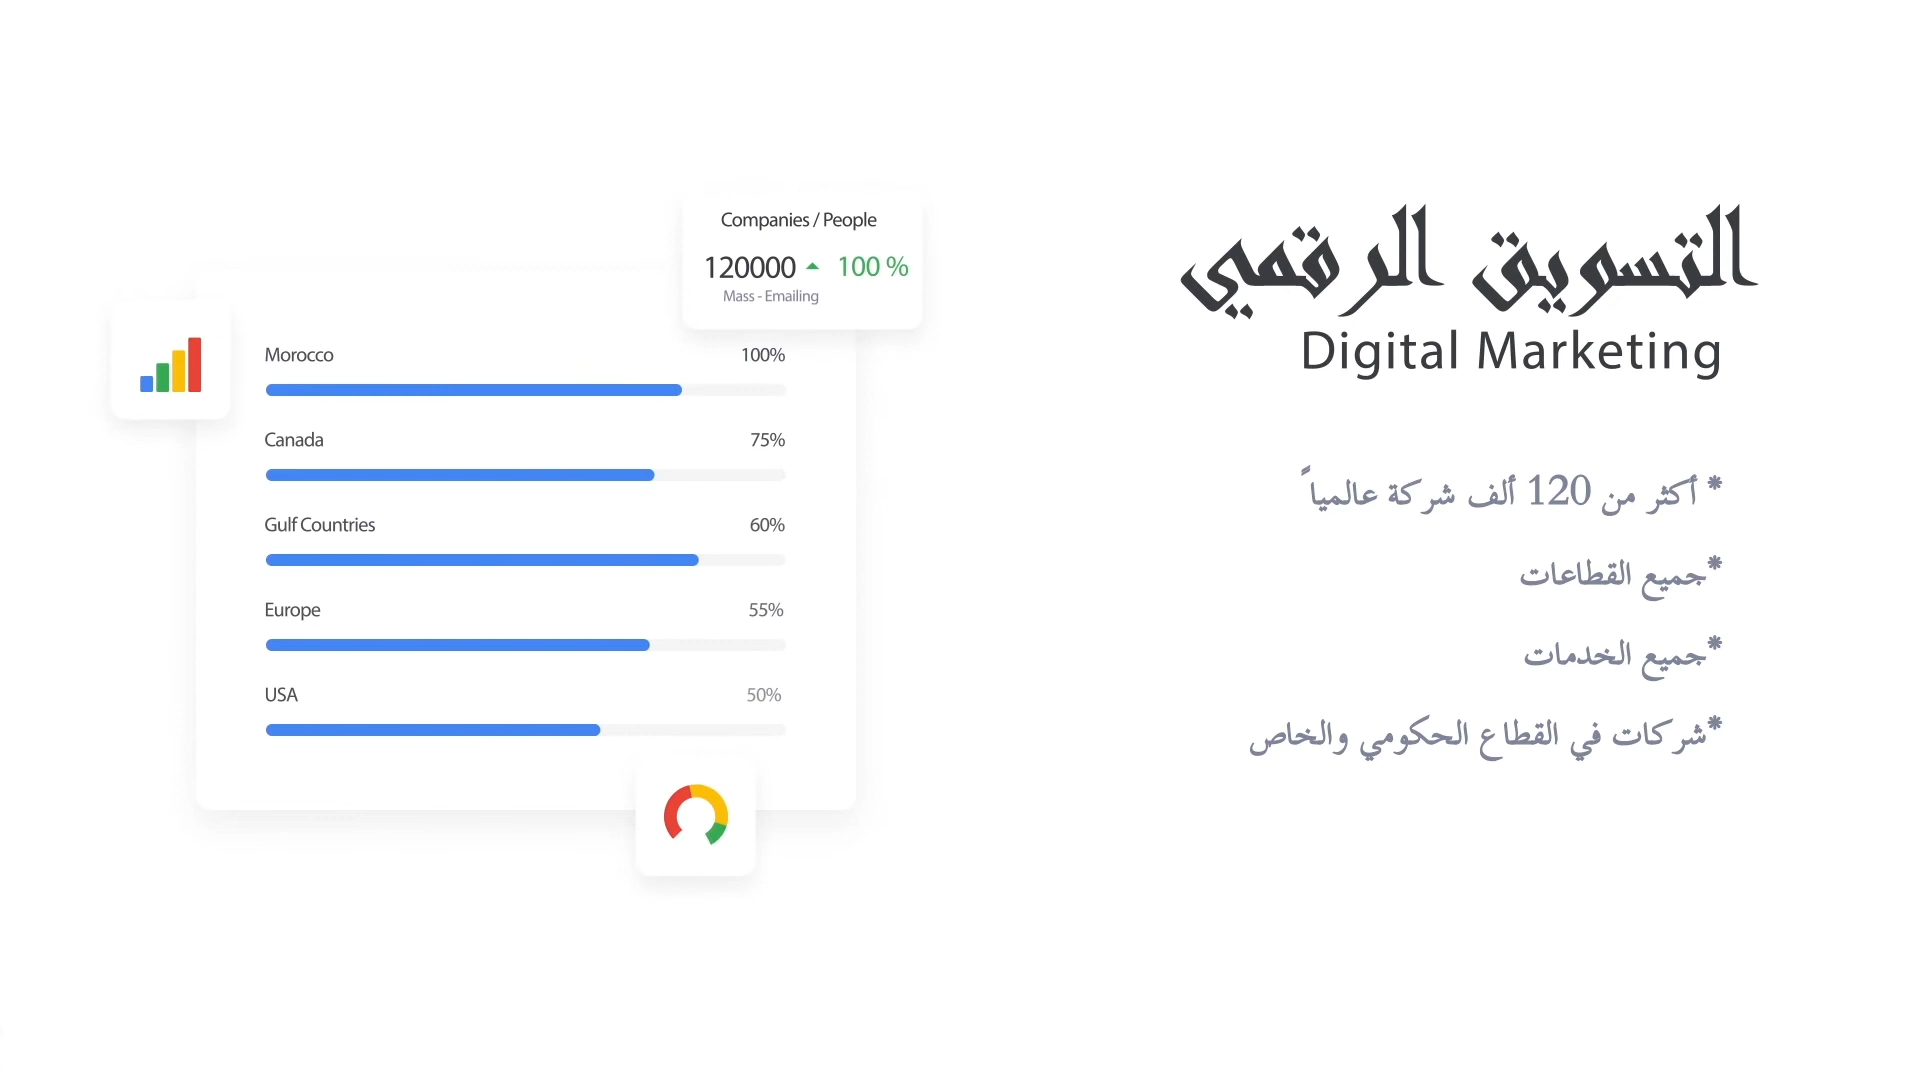 التسويق الرقمي
Digital Marketing
* أكثر من 120 ألف شركة عالمياً
*جميع القطاعات
*جميع الخدمات
*شركات في القطاع الحكومي والخاص
Companies / People
120000 100 %
Mass - Emailing
Morocco 100%
Canada 75%
Gulf Countries 60%
Europe 55%
USA 50%